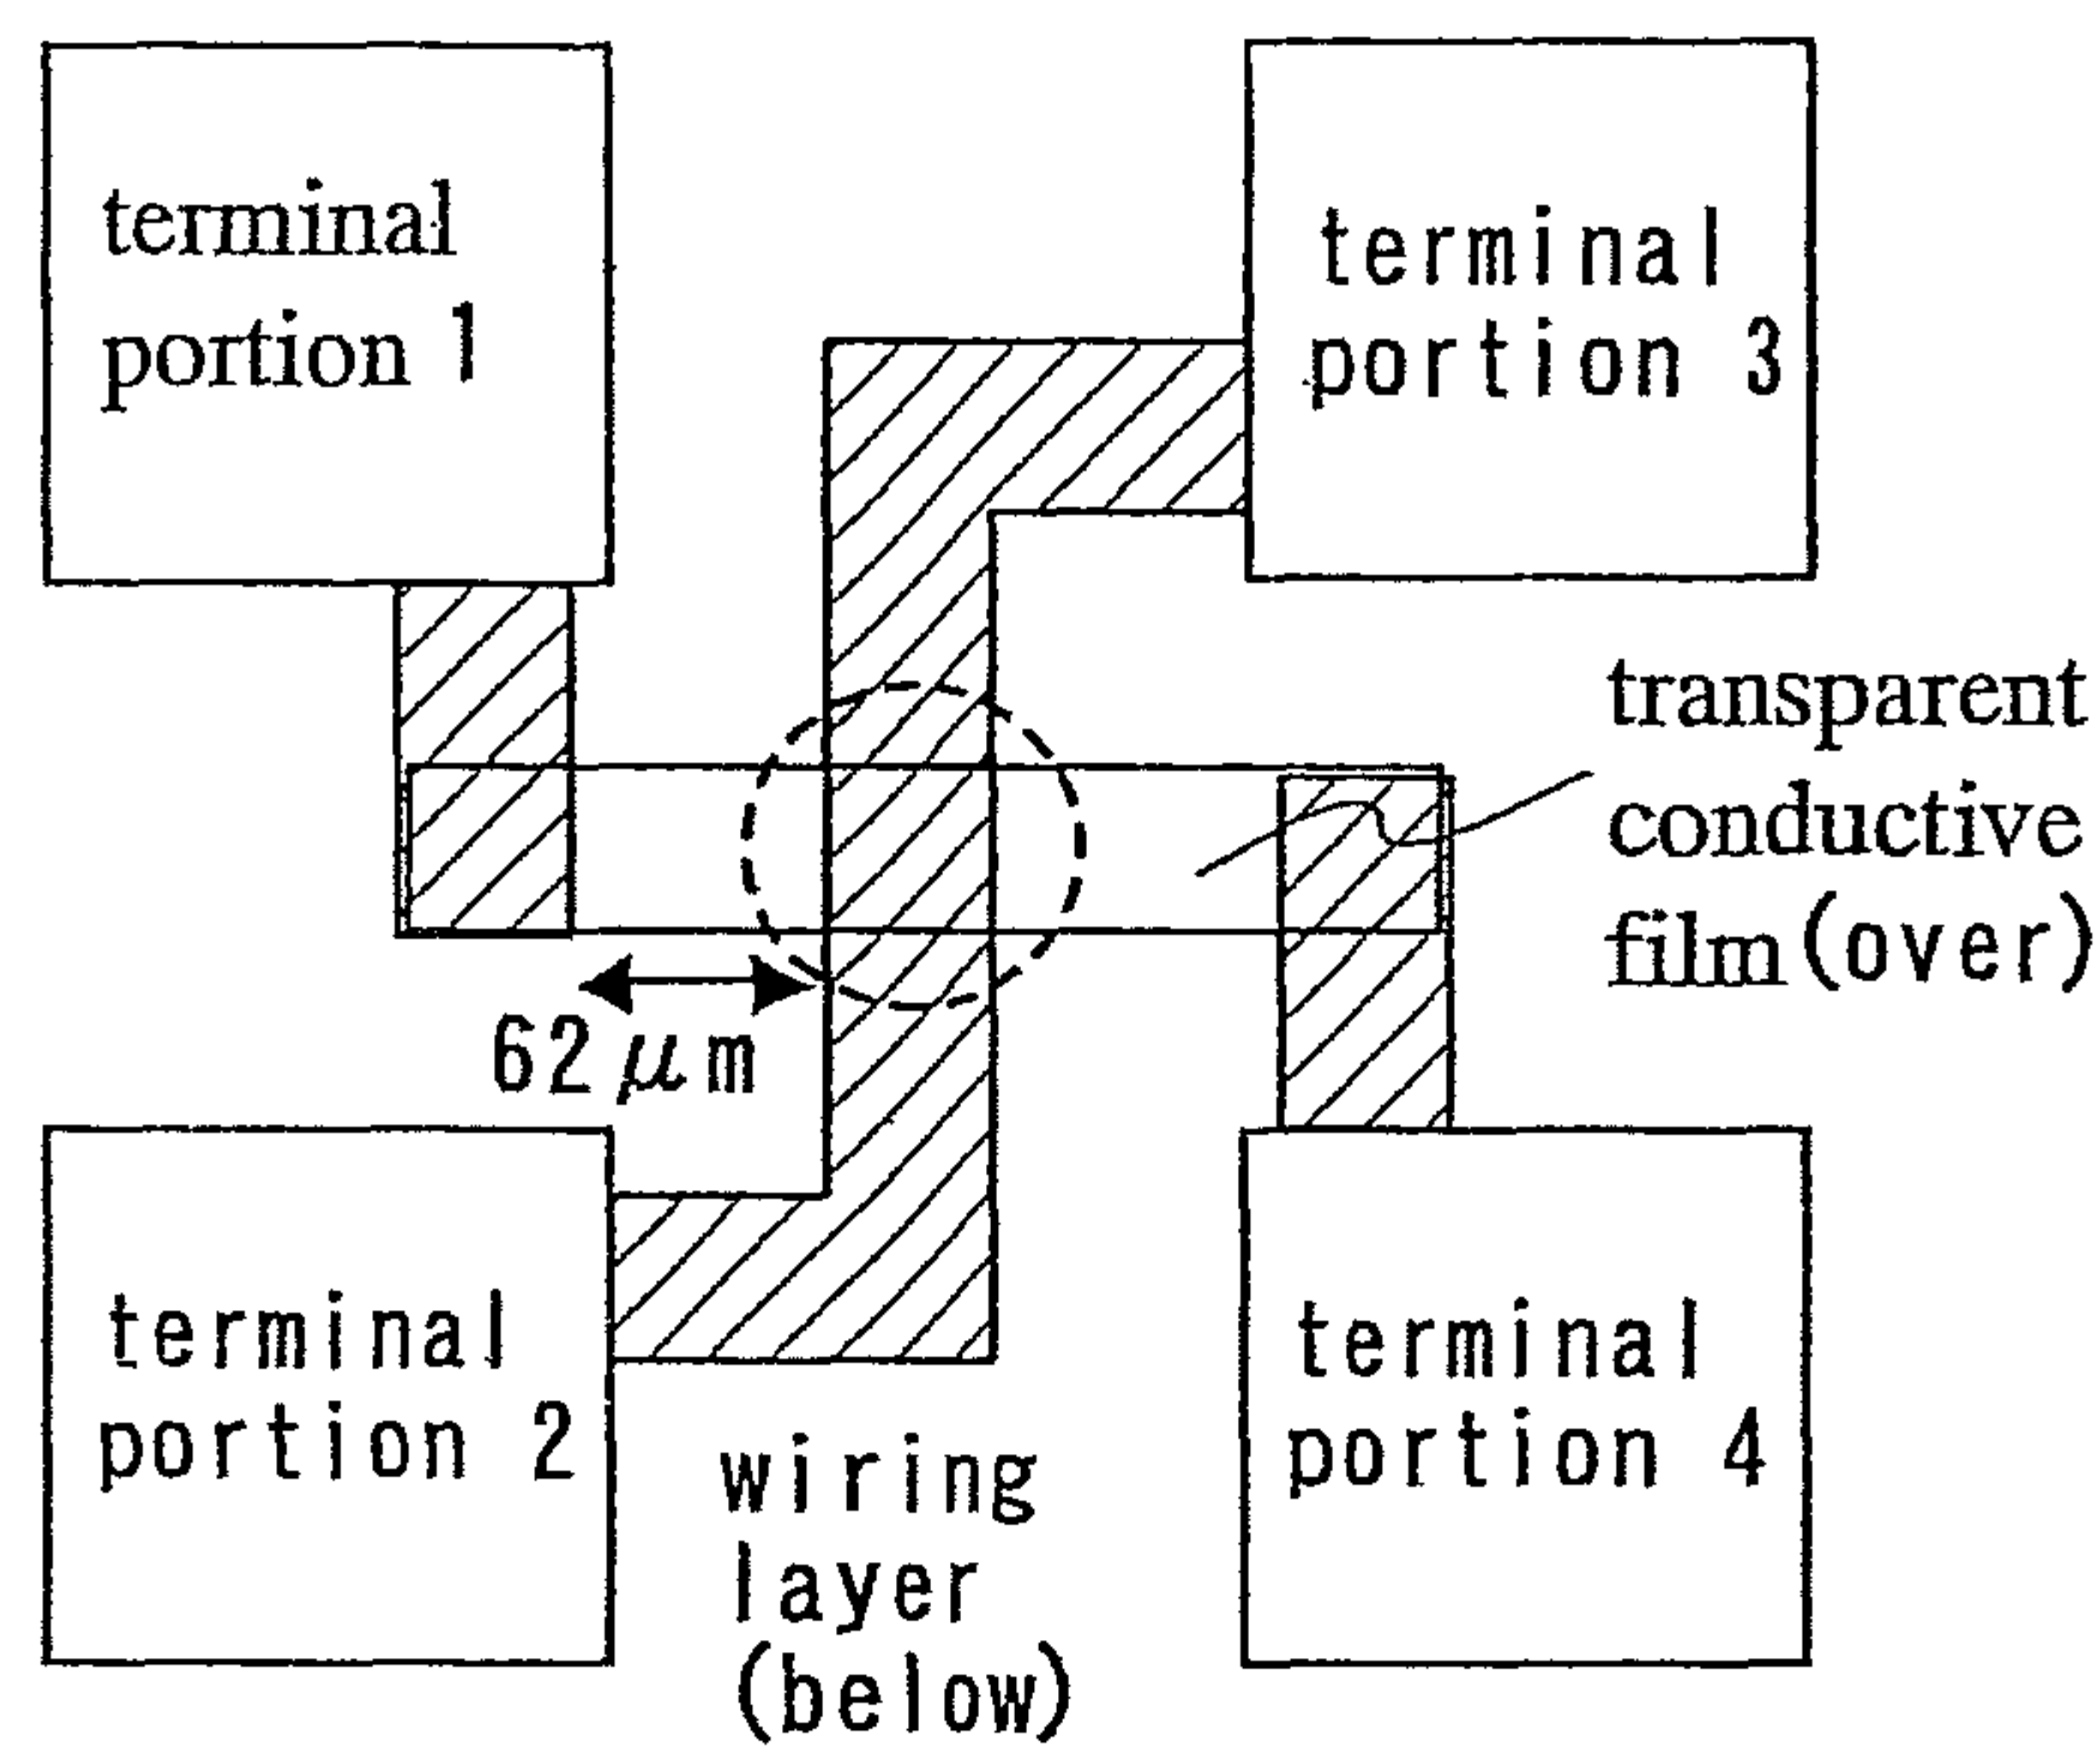 terminal
portion 1
terminal
portion 3
transparent
conductive
film(over)
62μm
terminal
portion 2
wiring
layer
(below)
terminal
portion 4